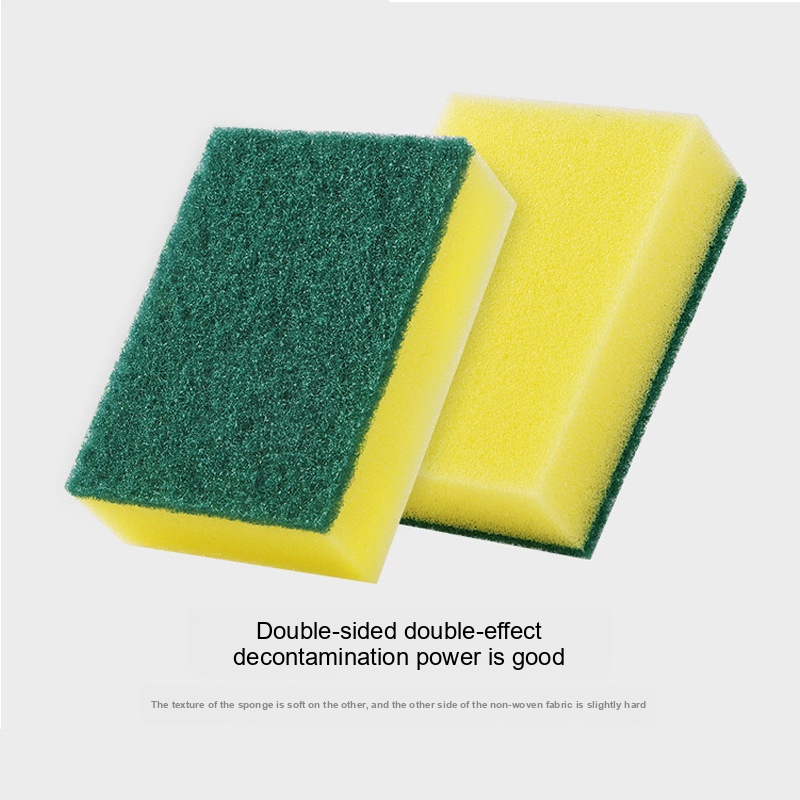 Double-sided double-effect
decontamination power is good
The texture of the sponge is soft on the other, and the other side of the non-woven fabric is slightly hard